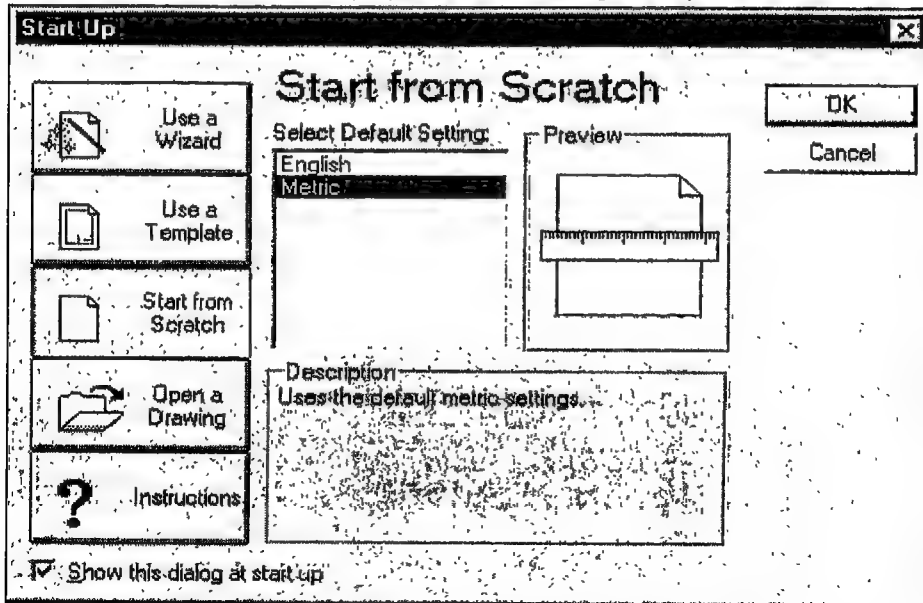 Start Up
Use a
Wizard
Use a
Template
Start from
Scratch
Open a
Drawing
? Instructions
Start from Scratch
Select Default Setting:
English
Metric
Preview
Description
Uses the default metric settings.
OK
Cancel
Show this dialog at start up